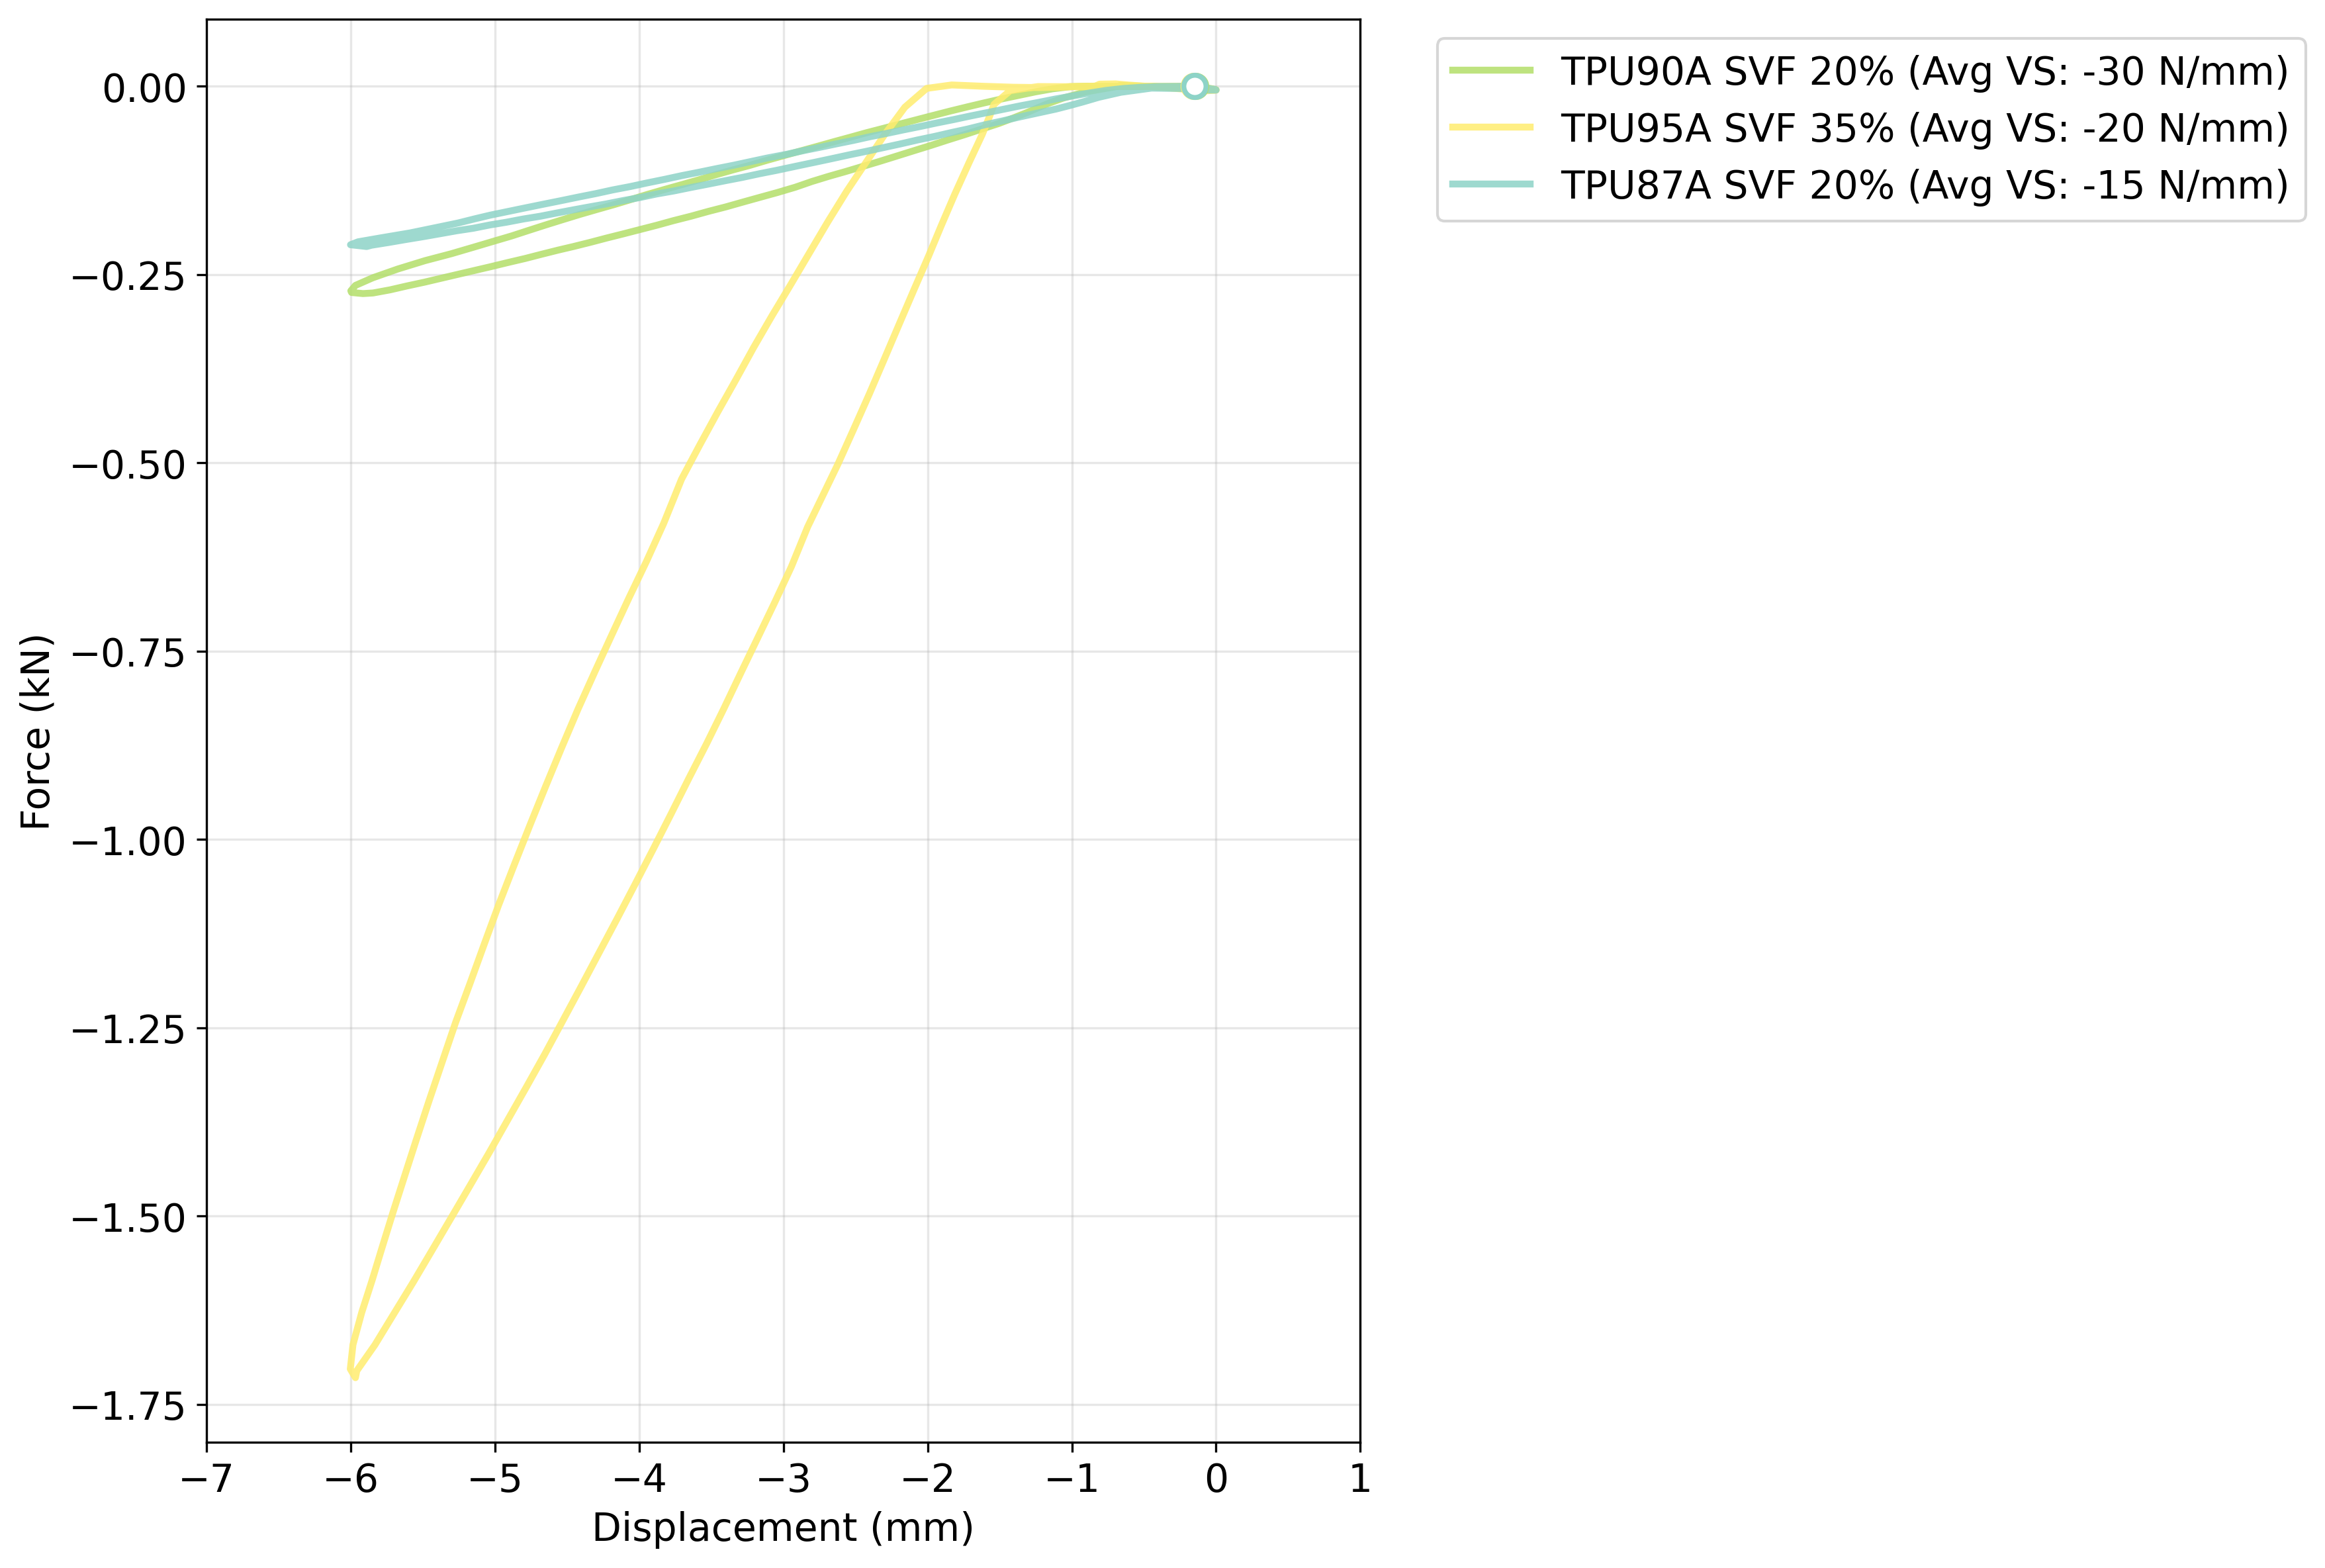 TPU90A SVF 20% (Avg VS: -30 N/mm)
TPU95A SVF 35% (Avg VS: -20 N/mm)
TPU87A SVF 20% (Avg VS: -15 N/mm)
0.00
−0.25
−0.50
−0.75
−1.00
−1.25
−1.50
−1.75
Force (kN)
−7 −6 −5 −4 −3 −2 −1 0 1
Displacement (mm)